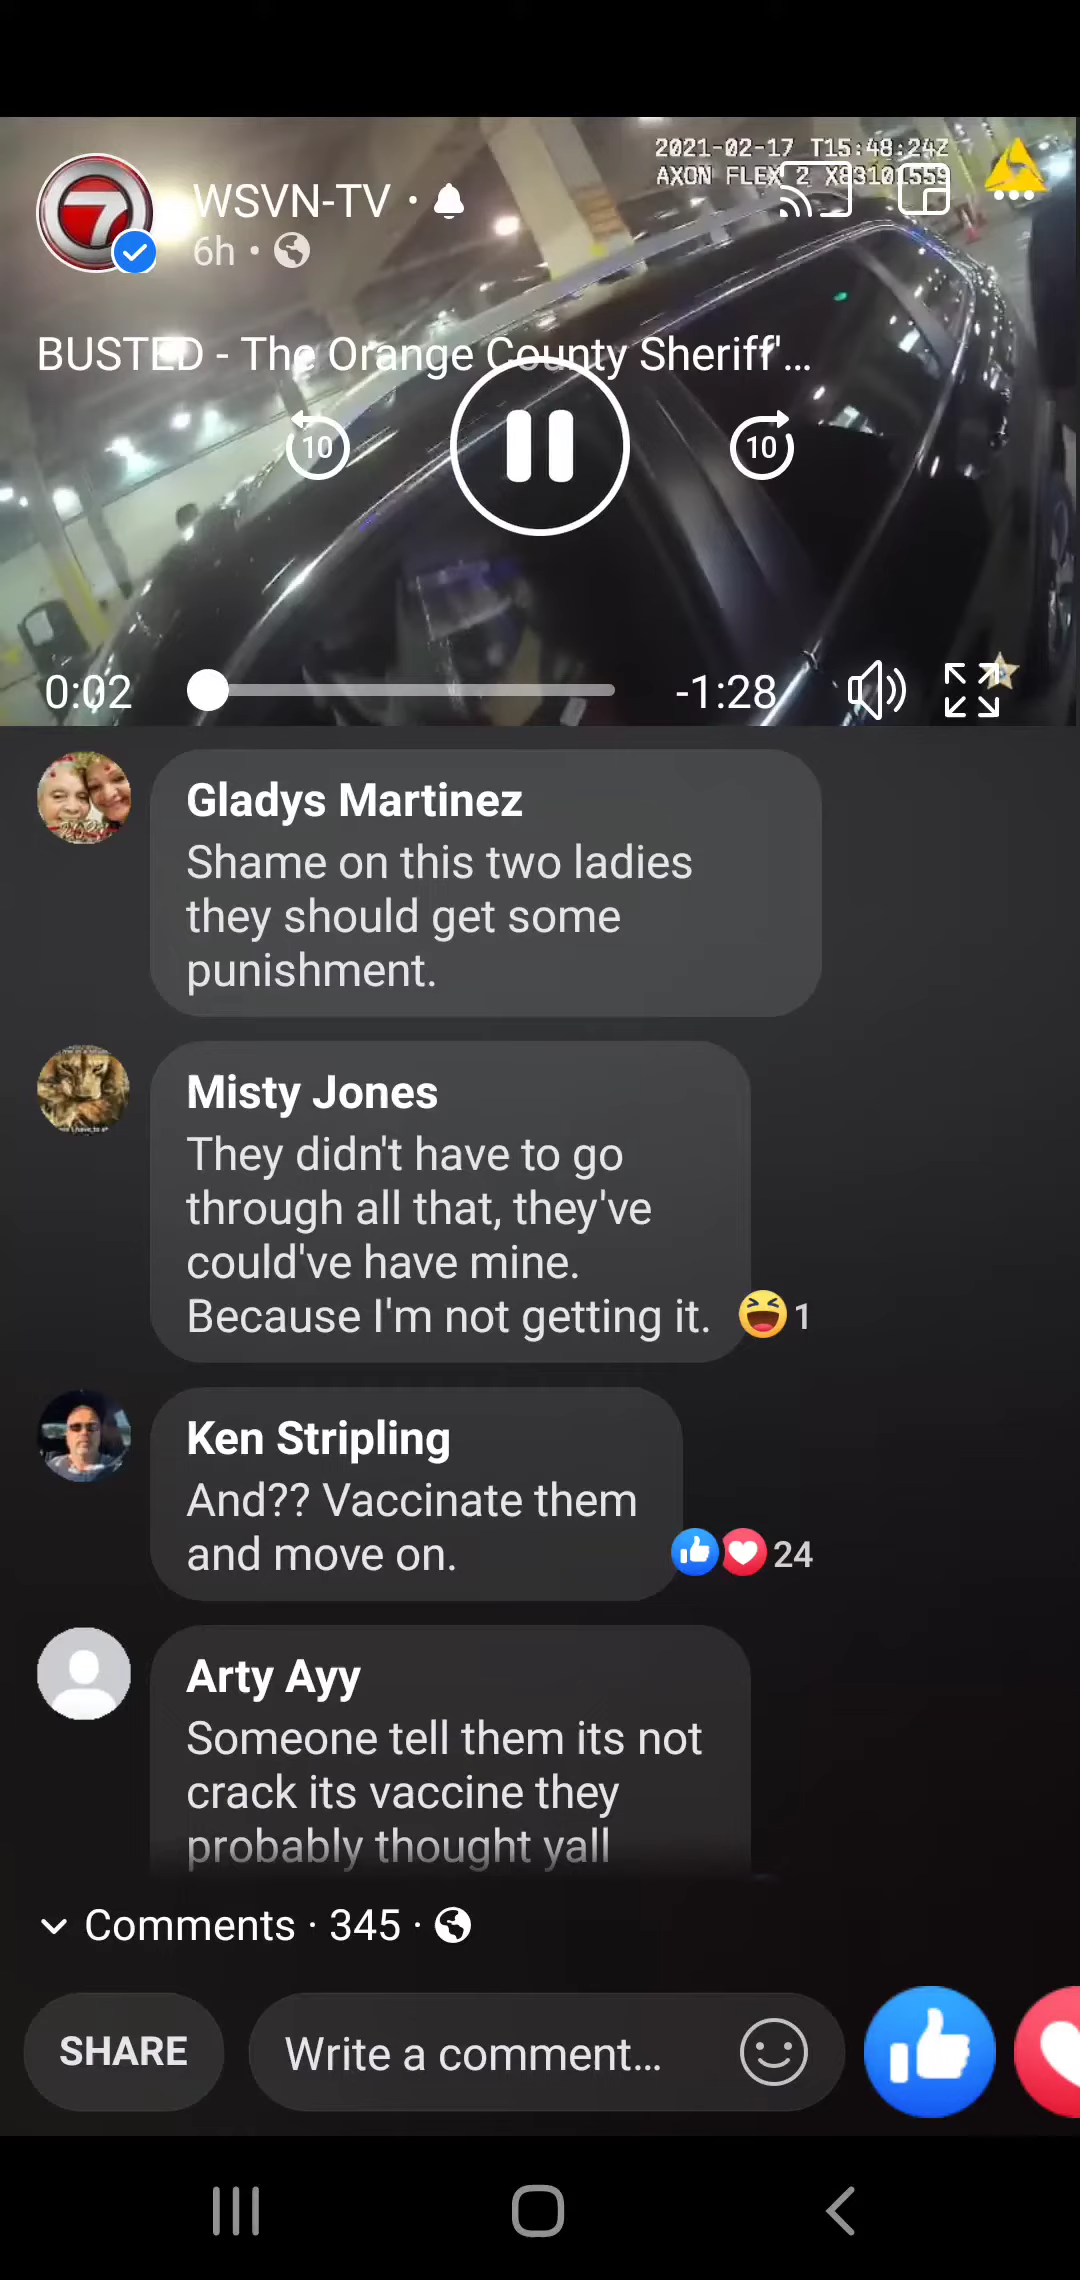 2021-02-17 T15:48:24Z
AXON FLEX 2 X83101559
7
WSVN-TV ·
6h ·
BUSTED - The Orange County Sheriff'...
10
10
0:02
-1:28
Gladys Martinez
Shame on this two ladies
they should get some
punishment.
Misty Jones
They didn't have to go
through all that, they've
could've have mine.
Because I'm not getting it.
1
Ken Stripling
And?? Vaccinate them
and move on.
24
Arty Ayy
Someone tell them its not
crack its vaccine they
probably thought yall
Comments · 345 ·
SHARE
Write a comment...